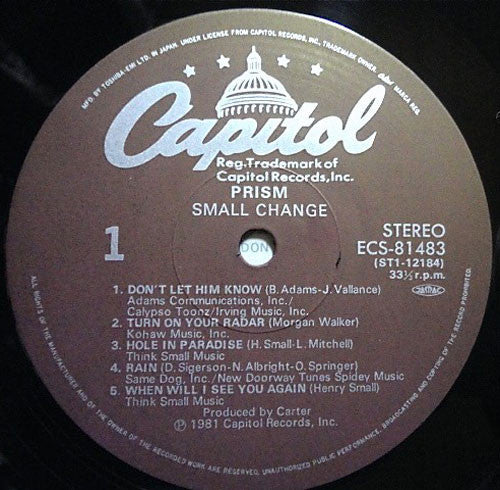 MFD. BY TOSHIBA-EMI LTD. IN JAPAN. UNDER LICENSE FROM CAPITOL RECORDS, INC., TRADEMARK OWNER. Capitol MARCA REG.
Capitol
Reg. Trademark of
Capitol Records, Inc.
PRISM
SMALL CHANGE
1
DON
STEREO
ECS-81483
(ST1-12184)
33⅓ r.p.m.
1. DON'T LET HIM KNOW (B. Adams-J. Vallance)
Adams Communications, Inc./
Calypso Toonz/Irving Music, Inc.
2. TURN ON YOUR RADAR (Morgan Walker)
Kohaw Music, Inc.
3. HOLE IN PARADISE (H. Small-L. Mitchell)
Think Small Music
4. RAIN (D. Sigerson-N. Albright-O. Springer)
Same Dog, Inc./New Doorway Tunes Spidey Music
5. WHEN WILL I SEE YOU AGAIN (Henry Small)
Think Small Music
Produced by Carter
Ⓟ 1981 Capitol Records, Inc.
ALL RIGHTS OF THE MANUFACTURER AND OF THE OWNER OF THE RECORDED WORK ARE RESERVED. UNAUTHORIZED PUBLIC PERFORMANCE, BROADCASTING AND COPYING OF THE RECORD PROHIBITED.